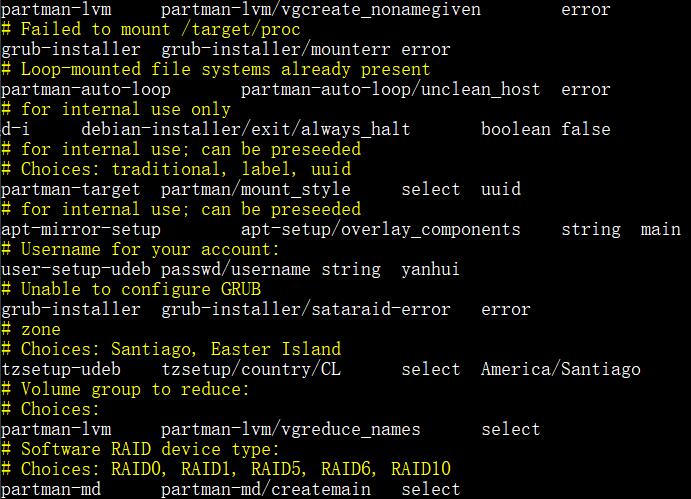 partman-lvm partman-lvm/vgcreate_nonamegiven error
# Failed to mount /target/proc
grub-installer grub-installer/mounterr error
# Loop-mounted file systems already present
partman-auto-loop partman-auto-loop/unclean_host error
# for internal use only
d-i debian-installer/exit/always_halt boolean false
# for internal use; can be preseeded
# Choices: traditional, label, uuid
partman-target partman/mount_style select uuid
# for internal use; can be preseeded
apt-mirror-setup apt-setup/overlay_components string main
# Username for your account:
user-setup-udeb passwd/username string yanhui
# Unable to configure GRUB
grub-installer grub-installer/sataraid-error error
# zone
# Choices: Santiago, Easter Island
tzsetup-udeb tzsetup/country/CL select America/Santiago
# Volume group to reduce:
# Choices:
partman-lvm partman-lvm/vgreduce_names select
# Software RAID device type:
# Choices: RAID0, RAID1, RAID5, RAID6, RAID10
partman-md partman-md/createmain select